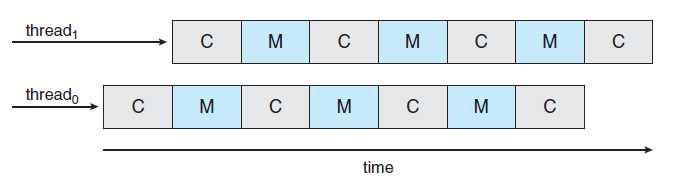 thread₁ C M C M C M C
thread₀ C M C M C M C
time